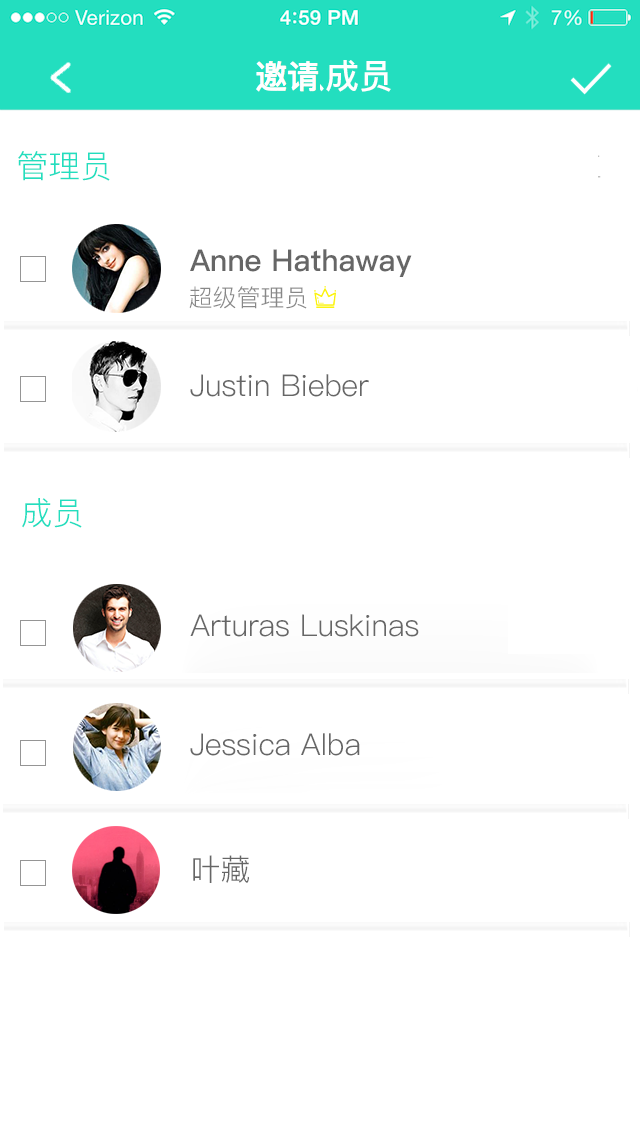 Verizon 4:59 PM 7%
邀请成员
管理员
Anne Hathaway
超级管理员
Justin Bieber
成员
Arturas Luskinas
Jessica Alba
叶藏